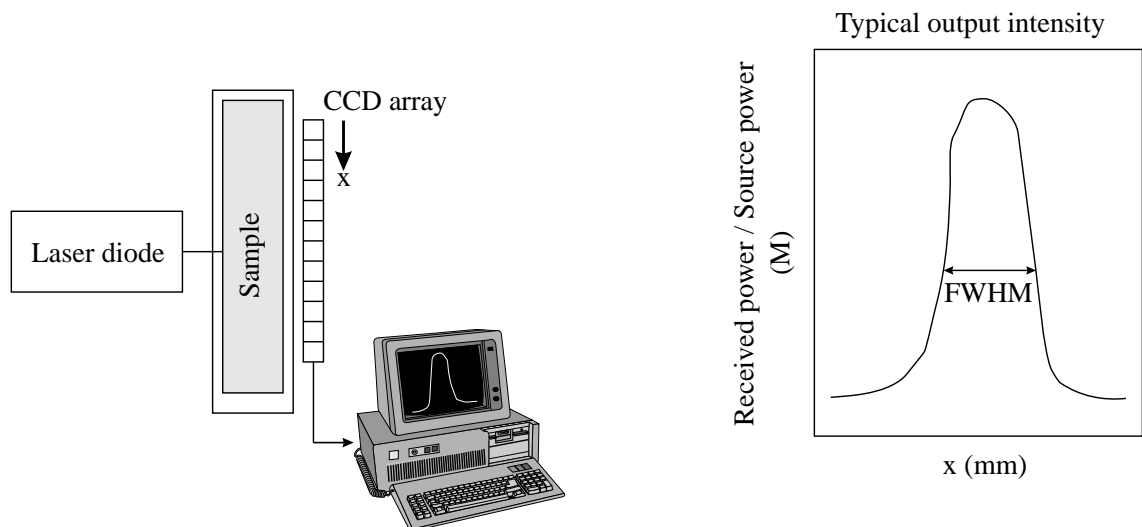 CCD array
x
Laser diode
Sample
Typical output intensity
Received power / Source power
(M)
FWHM
x (mm)